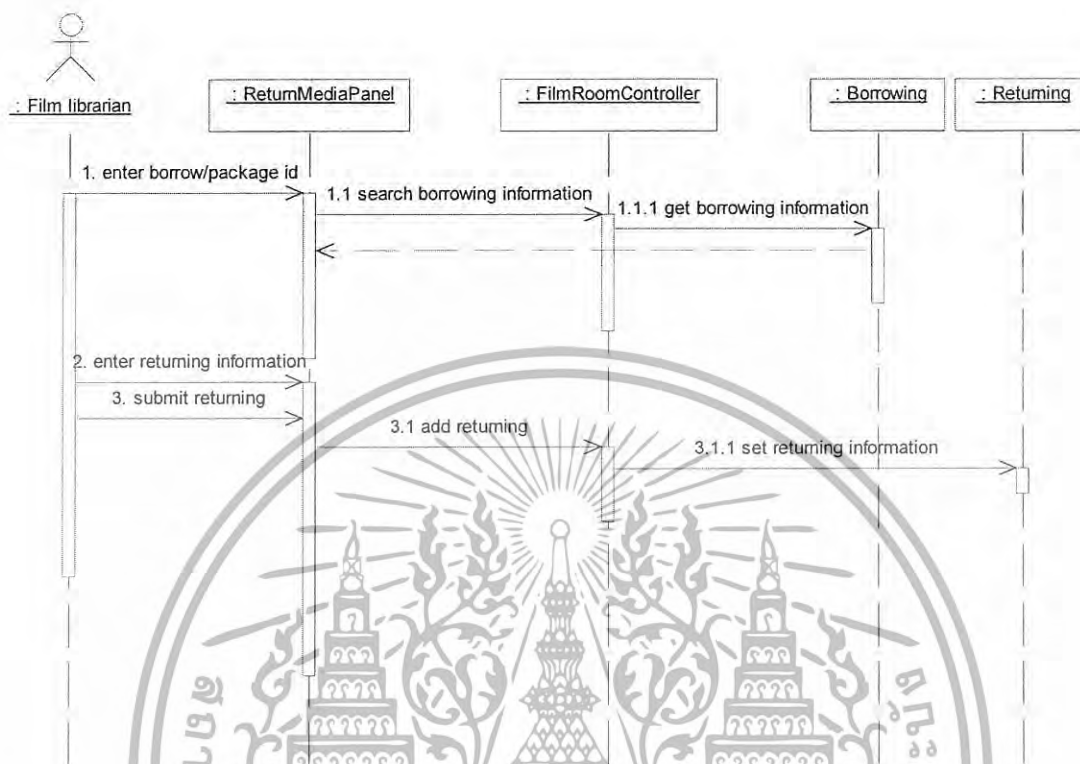 : Film librarian
: ReturnMediaPanel
: FilmRoomController
: Borrowing
: Returning
1. enter borrow/package id
1.1 search borrowing information
1.1.1 get borrowing information
2. enter returning information
3. submit returning
3.1 add returning
3.1.1 set returning information